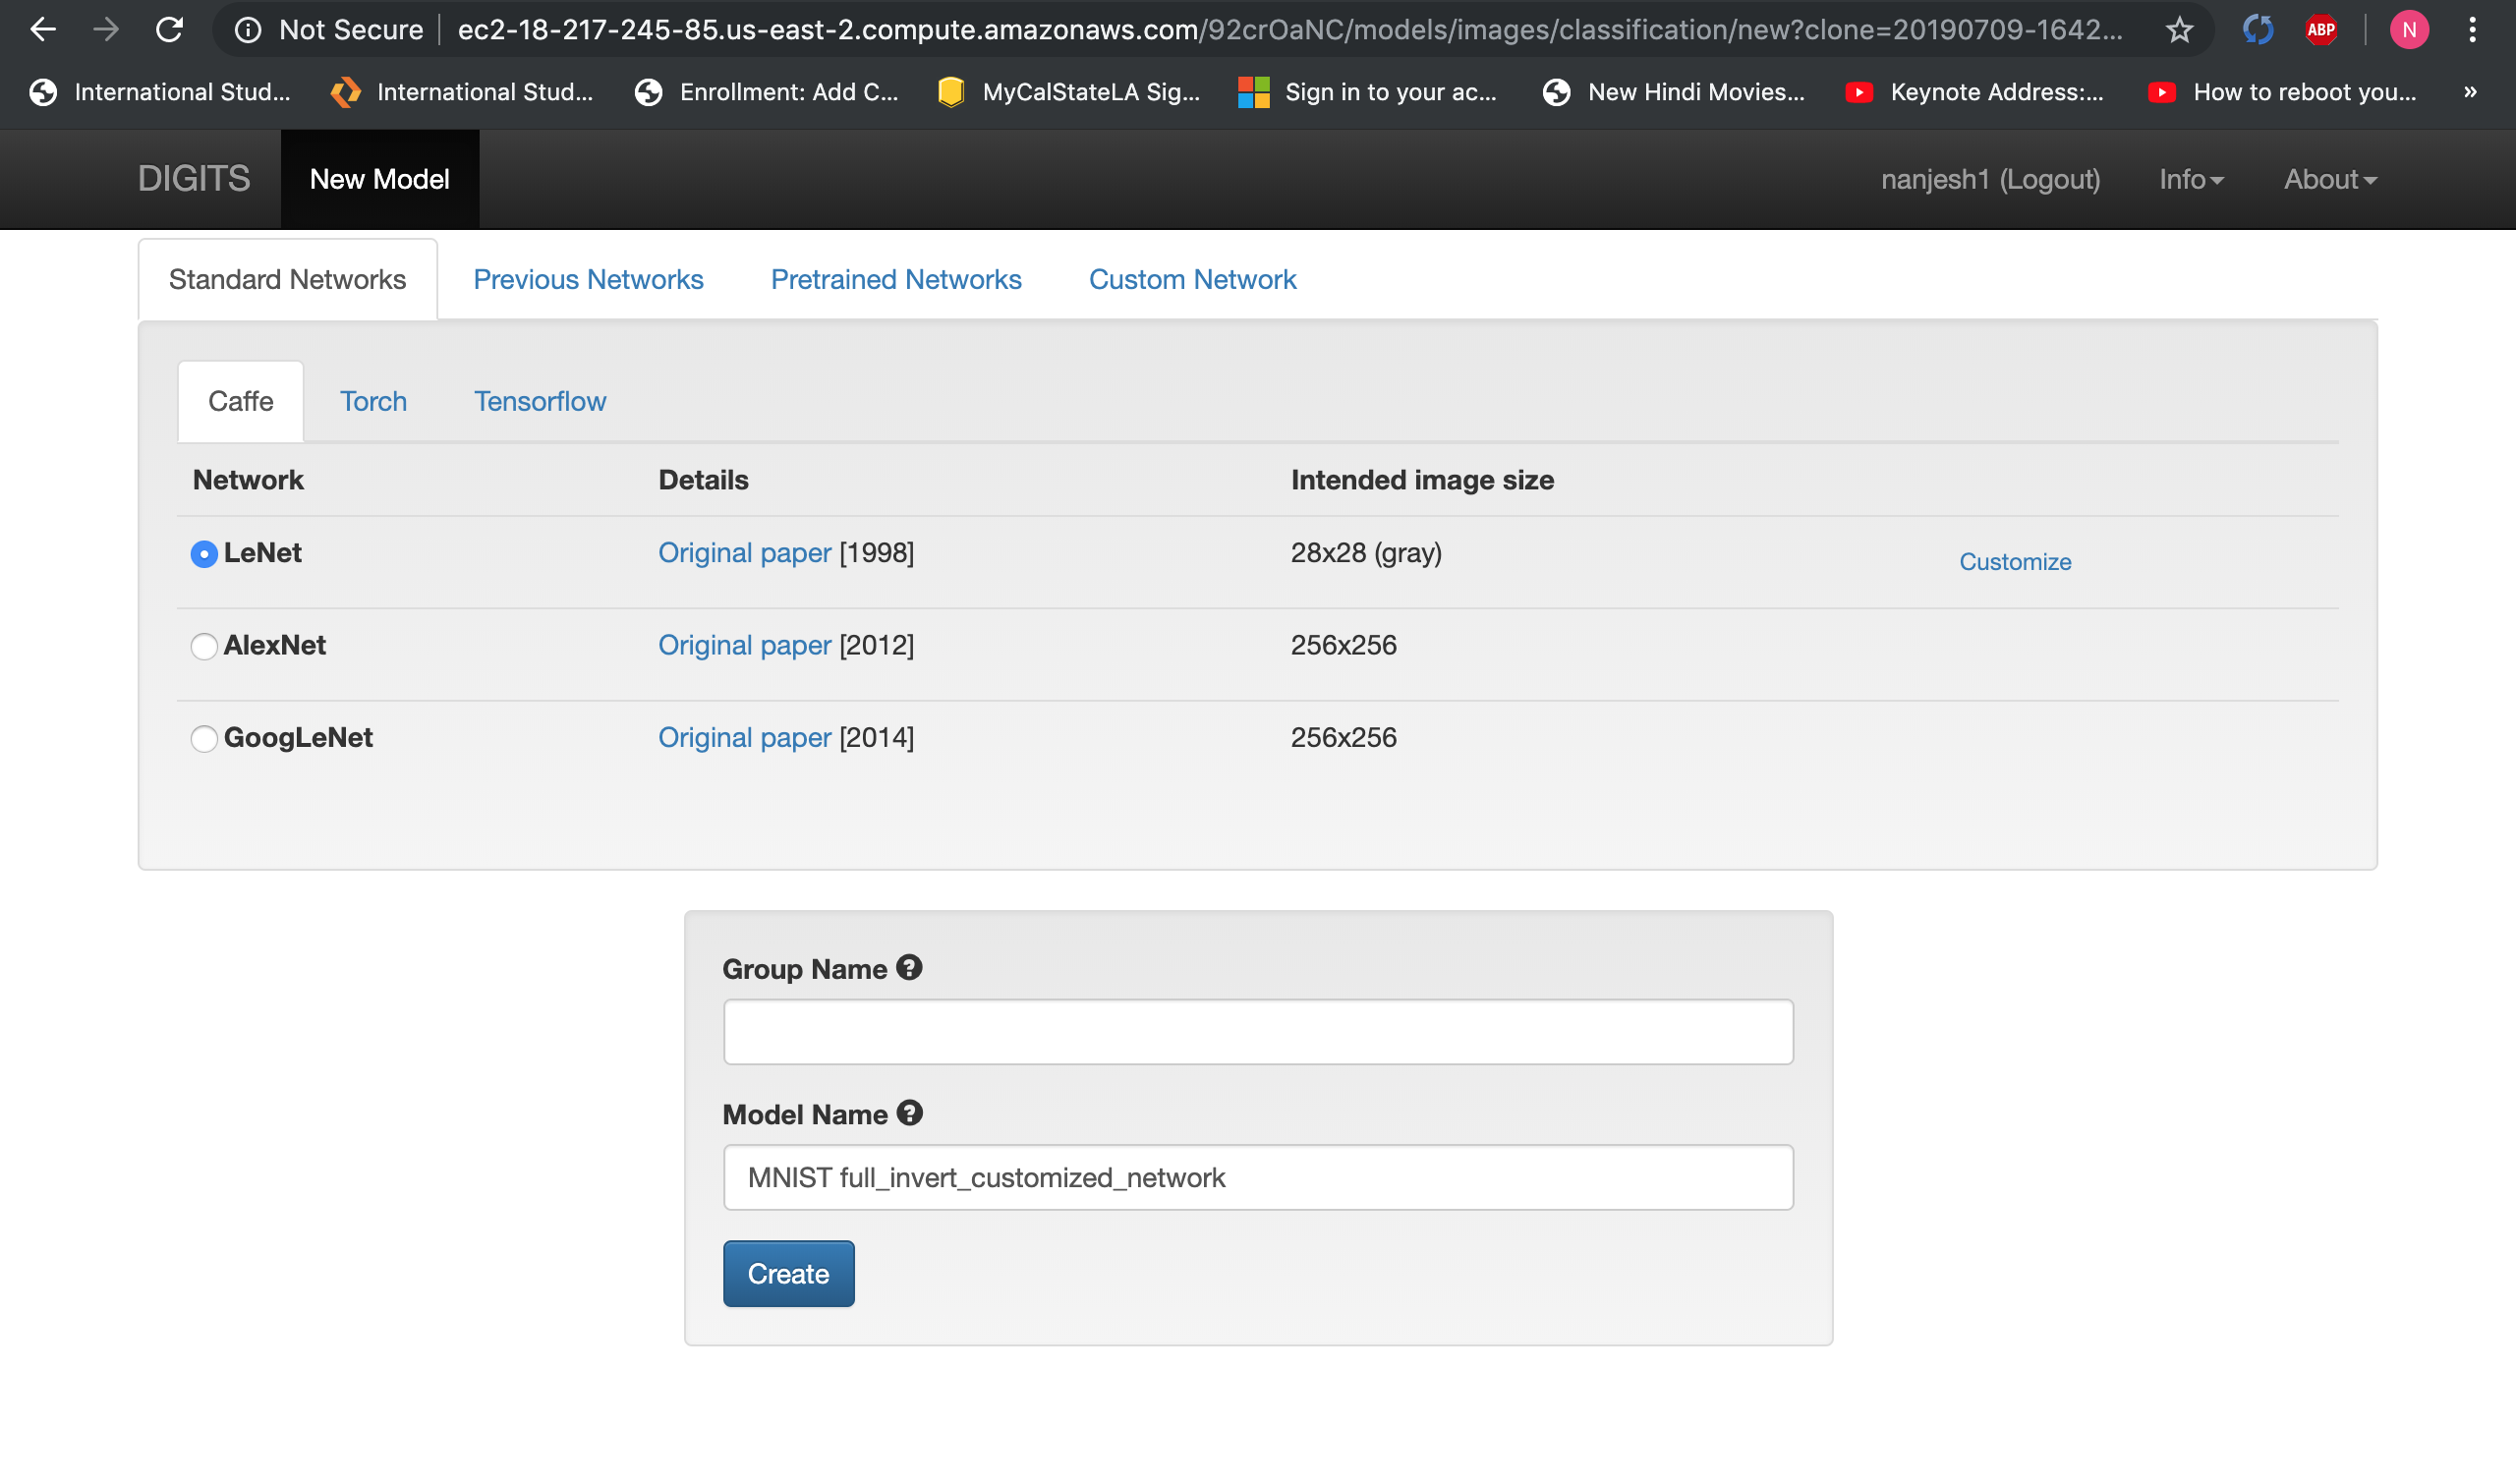 Not Secure | ec2-18-217-245-85.us-east-2.compute.amazonaws.com/92crOaNC/models/images/classification/new?clone=20190709-1642... ABP N
International Stud... International Stud... Enrollment: Add C... MyCalStateLA Sig... Sign in to your ac... New Hindi Movies... Keynote Address:... How to reboot you... »
DIGITS New Model nanjesh1 (Logout) Info About
Standard Networks Previous Networks Pretrained Networks Custom Network
Caffe Torch Tensorflow
Network Details Intended image size
LeNet Original paper [1998] 28x28 (gray) Customize
AlexNet Original paper [2012] 256x256
GoogLeNet Original paper [2014] 256x256
Group Name
Model Name
MNIST full_invert_customized_network
Create